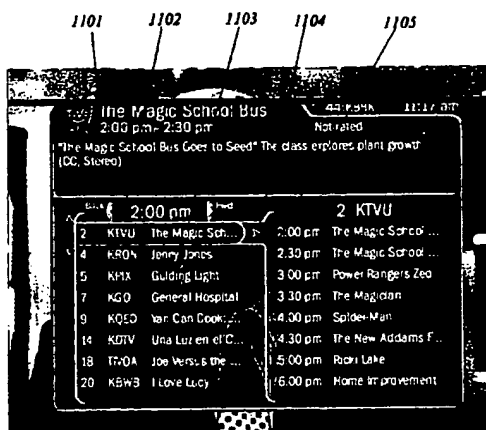 1101 1102 1103 1104 1105
The Magic School Bus 11:17 am
2:00 pm - 2:30 pm Not rated
"The Magic School Bus Goes to Seed" The class explores plant growth
(CC, Stereo)
2:00 pm Fwd 2 KTVU
2 KTVU The Magic Sch... 2:00 pm The Magic School ...
4 KRON Jenny Jones 2:30 pm The Magic School ...
5 KPIX Guiding Light 3:00 pm Power Rangers Zeo
7 KGO General Hospital 3:30 pm The Magician
9 KQED Yan Can Cook: ... 4:00 pm Spider-Man
14 KDTV Una Luz en el C... 4:30 pm The New Addams F...
18 Joe Versus the ... 5:00 pm Ricki Lake
20 KBWB I Love Lucy 6:00 pm Home Improvement